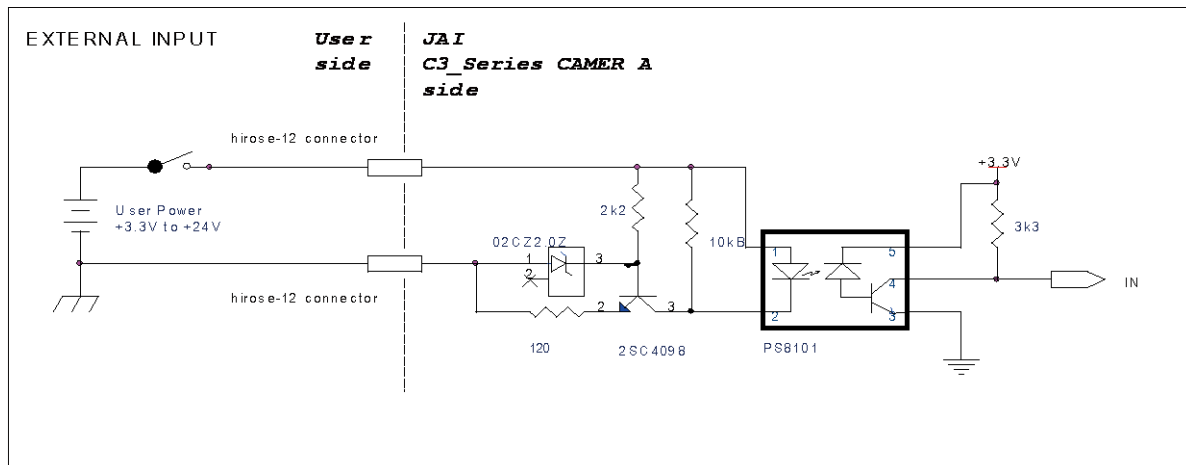 EXTERNAL INPUT
User
side
JAI
C3_Series CAMER A
side
hirose-12 connector
+3.3V
User Power
+3.3V to +24V
2k2
10kB
3k3
02CZ2.0Z
1
2
3
1
2
5
4
3
IN
hirose-12 connector
2
3
120
2SC4098
PS8101